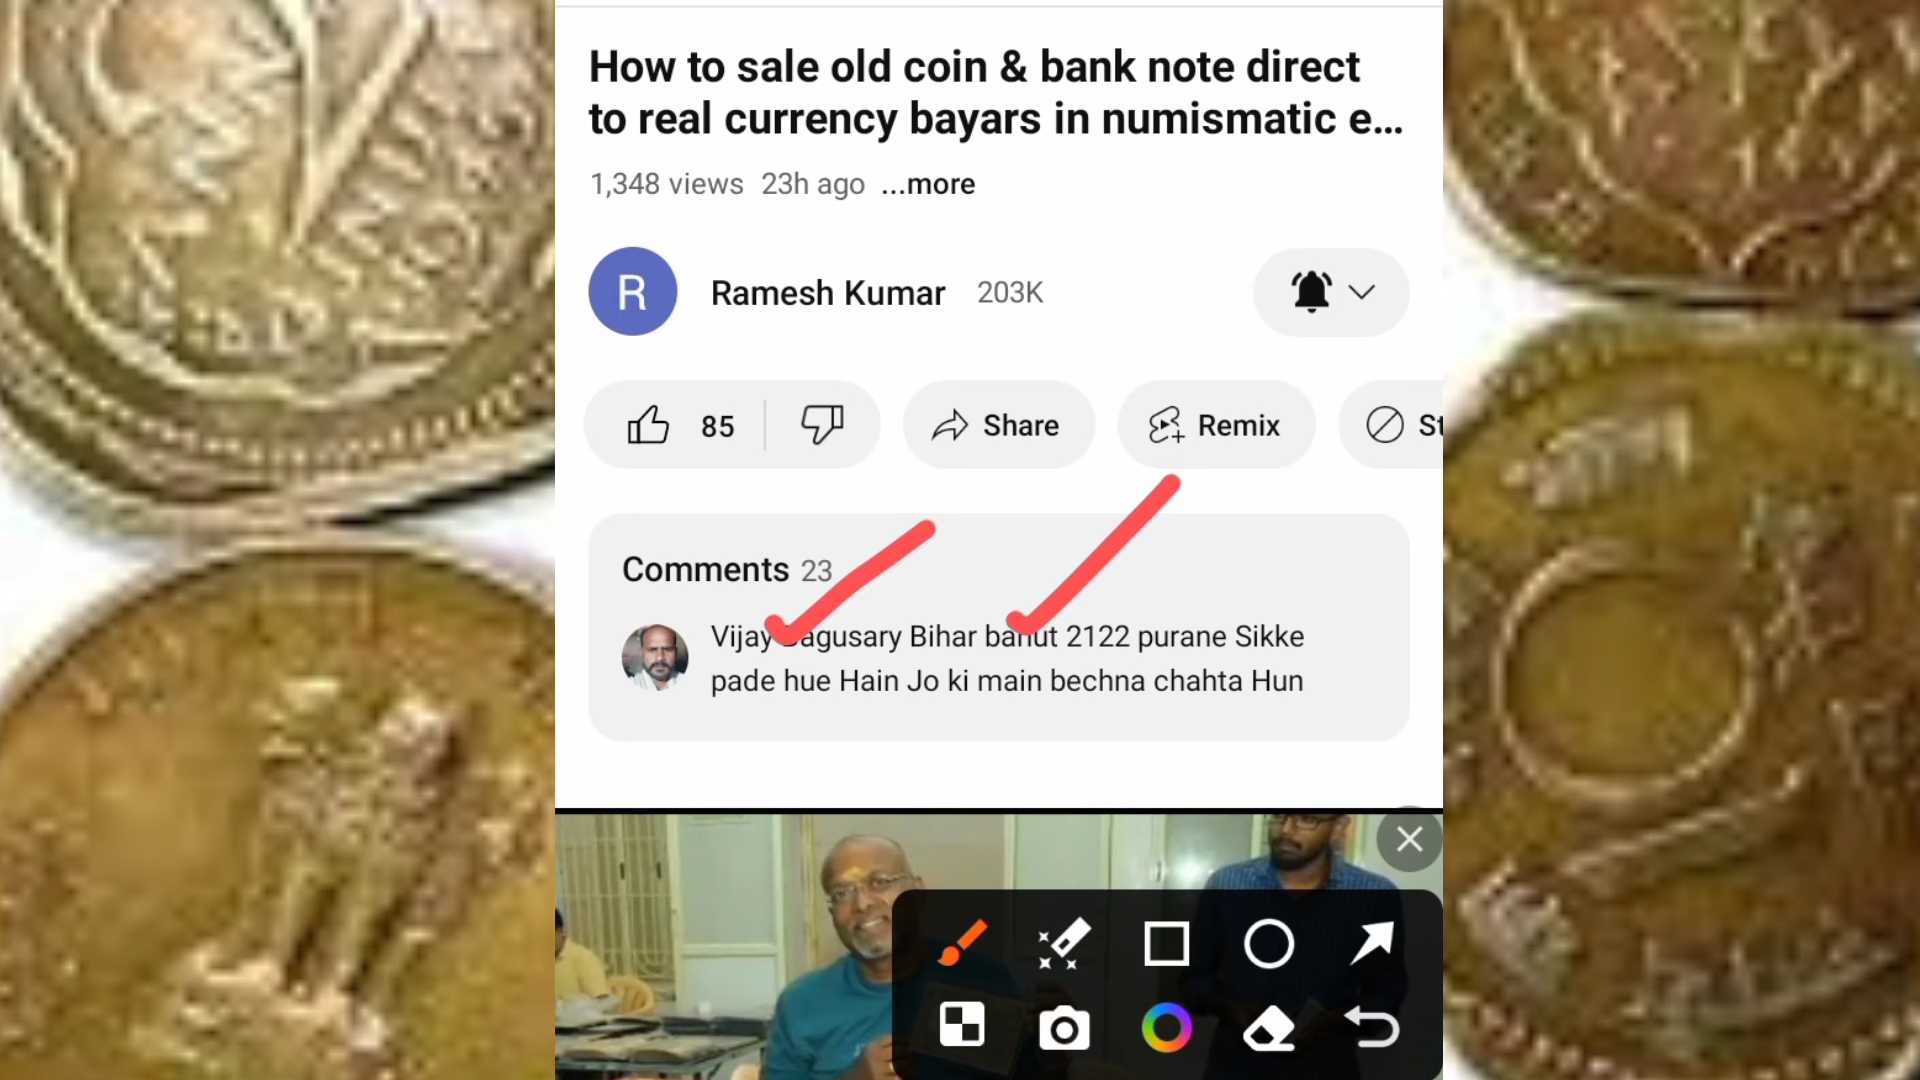 How to sale old coin & bank note direct
to real currency bayars in numismatic e...
1,348 views 23h ago ...more
R
Ramesh Kumar 203K
85
Share
Remix
St
Comments 23
Vijay Bihar bahut 2122 purane Sikke
pade hue Hain Jo ki main bechna chahta Hun